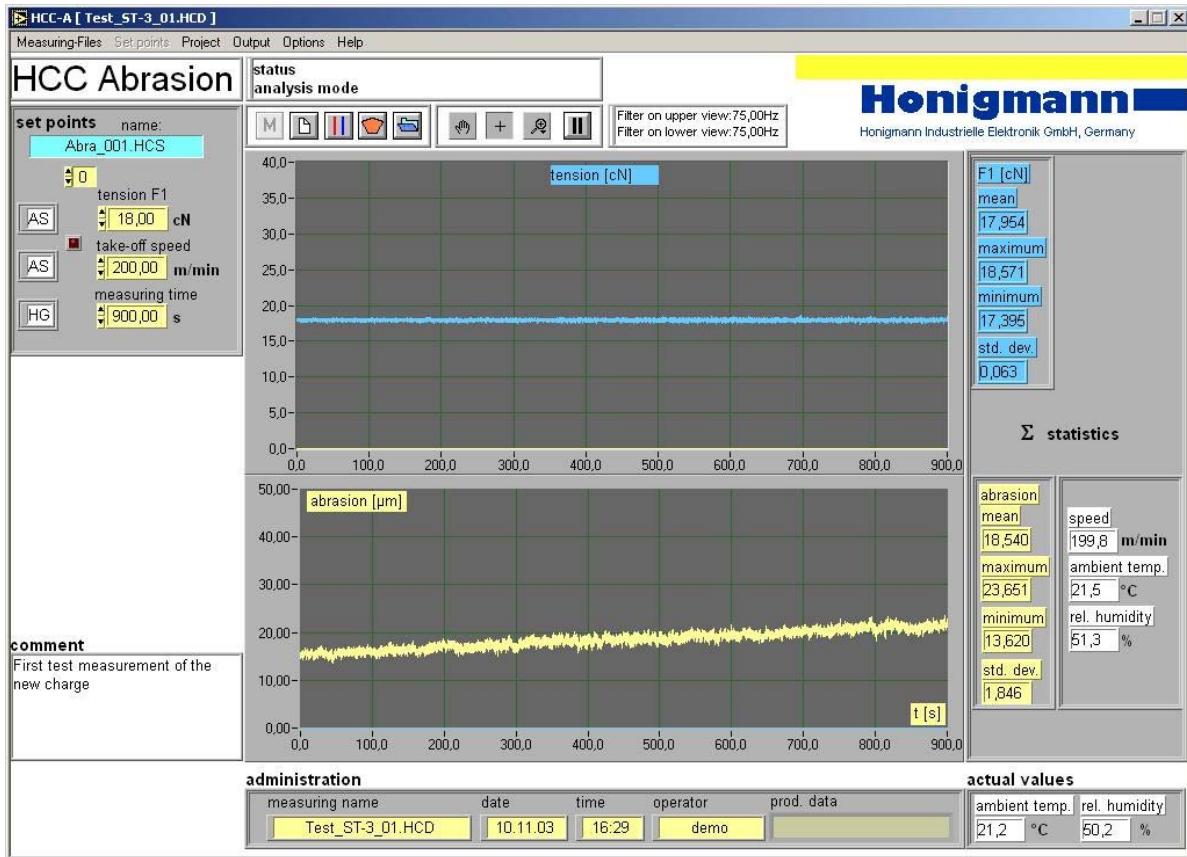 HCC-A [ Test_ST-3_01.HCD ]
Measuring-Files Set points Project Output Options Help
HCC Abrasion
status
analysis mode
Honigmann
Honigmann Industrielle Elektronik GmbH, Germany
M
Filter on upper view:75,00Hz
Filter on lower view:75,00Hz
set points name:
Abra_001.HCS
0
tension F1
AS 18,00 cN
take-off speed
AS 200,00 m/min
measuring time
HG 900,00 s
tension [cN]
40,0
35,0
30,0
25,0
20,0
15,0
10,0
5,0
0,0
0,0 100,0 200,0 300,0 400,0 500,0 600,0 700,0 800,0 900,0
F1 [cN]
mean
17,954
maximum
18,571
minimum
17,395
std. dev.
0,063
Σ statistics
abrasion [µm]
50,00
40,00
30,00
20,00
10,00
0,00
t [s]
0,0 100,0 200,0 300,0 400,0 500,0 600,0 700,0 800,0 900,0
abrasion
mean
18,540
maximum
23,651
minimum
13,620
std. dev.
1,846
speed
199,8 m/min
ambient temp.
21,5 °C
rel. humidity
51,3 %
comment
First test measurement of the
new charge
administration
measuring name date time operator prod. data
Test_ST-3_01.HCD 10.11.03 16:29 demo
actual values
ambient temp. rel. humidity
21,2 °C 50,2 %